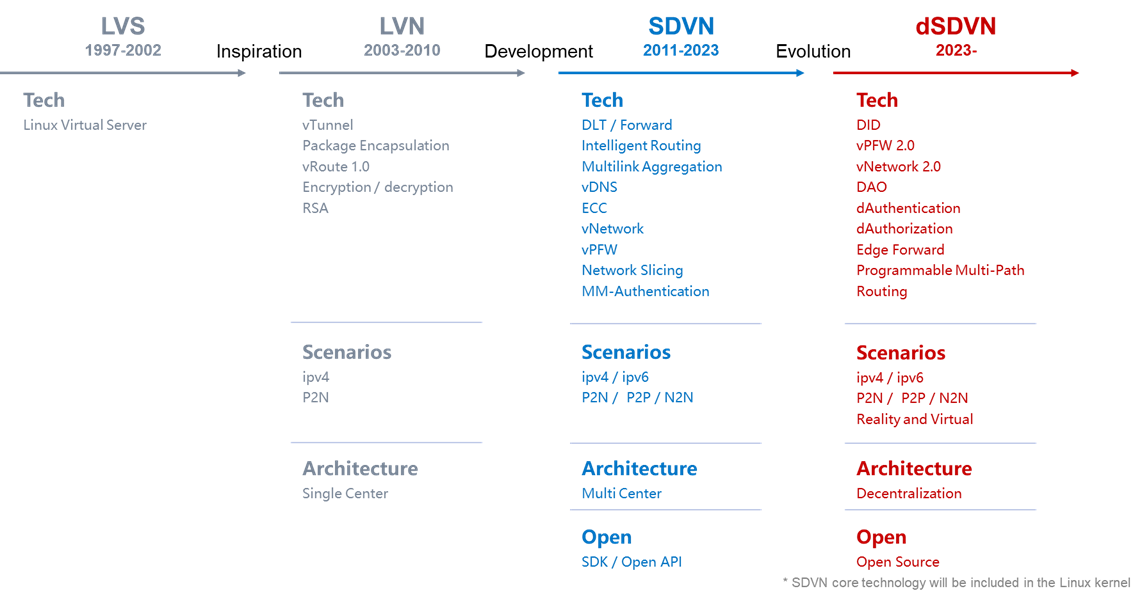 LVS
1997-2002
Inspiration
LVN
2003-2010
Development
SDVN
2011-2023
Evolution
dSDVN
2023-
Tech
Linux Virtual Server
Tech
vTunnel
Package Encapsulation
vRoute 1.0
Encryption / decryption
RSA
Scenarios
ipv4
P2N
Architecture
Single Center
Tech
DLT / Forward
Intelligent Routing
Multilink Aggregation
vDNS
ECC
vNetwork
vPFW
Network Slicing
MM-Authentication
Scenarios
ipv4 / ipv6
P2N / P2P / N2N
Architecture
Multi Center
Open
SDK / Open API
Tech
DID
vPFW 2.0
vNetwork 2.0
DAO
dAuthentication
dAuthorization
Edge Forward
Programmable Multi-Path
Routing
Scenarios
ipv4 / ipv6
P2N / P2P / N2N
Reality and Virtual
Architecture
Decentralization
Open
Open Source
* SDVN core technology will be included in the Linux kernel